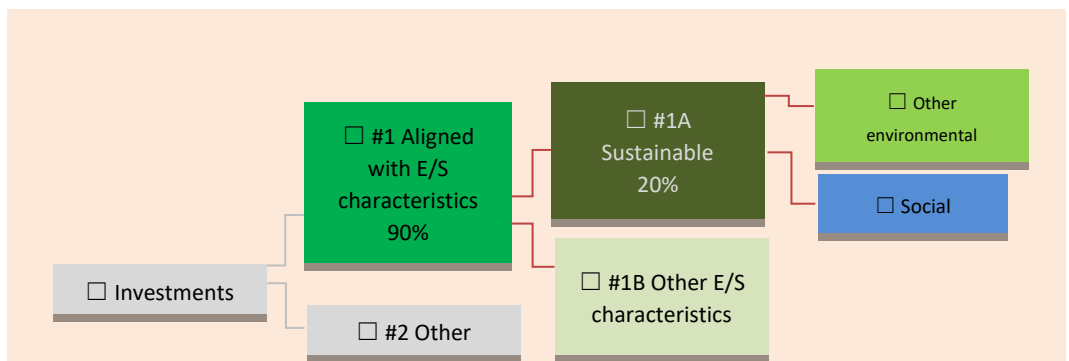 ☐ Investments
☐ #1 Aligned
with E/S
characteristics
90%
☐ #2 Other
☐ #1A
Sustainable
20%
☐ #1B Other E/S
characteristics
☐ Other
environmental
☐ Social